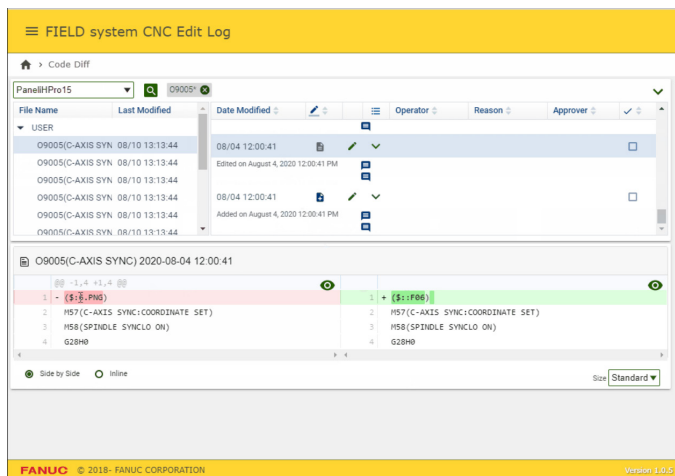 FIELD system CNC Edit Log
> Code Diff
PaneliHPro15 O9005*
File Name Last Modified Date Modified Operator Reason Approver
USER
O9005(C-AXIS SYN 08/10 13:13:44 08/04 12:00:41
O9005(C-AXIS SYN 08/10 13:13:44 Edited on August 4, 2020 12:00:41 PM
O9005(C-AXIS SYN 08/10 13:13:44
O9005(C-AXIS SYN 08/10 13:13:44 08/04 12:00:41
O9005(C-AXIS SYN 08/10 13:13:44 Added on August 4, 2020 12:00:41 PM
O9005(C-AXIS SYN 08/10 13:13:44
O9005(C-AXIS SYNC) 2020-08-04 12:00:41
@@ -1,4 +1,4 @@
1 - ($:6.PNG) 1 + ($::F06)
2 M57(C-AXIS SYNC:COORDINATE SET) 2 M57(C-AXIS SYNC:COORDINATE SET)
3 M58(SPINDLE SYNCLO ON) 3 M58(SPINDLE SYNCLO ON)
4 G28H0 4 G28H0
Side by Side Inline Size Standard
FANUC © 2018- FANUC CORPORATION Version 1.0.5